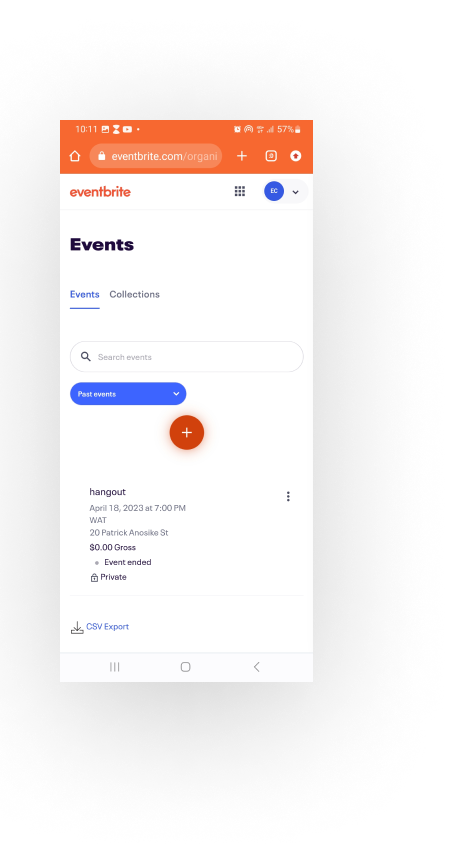 10:11
57%
eventbrite.com/organi
eventbrite
EC
Events
Events Collections
Search events
Past events
hangout
April 18, 2023 at 7:00 PM
WAT
20 Patrick Anosike St
$0.00 Gross
Event ended
Private
CSV Export